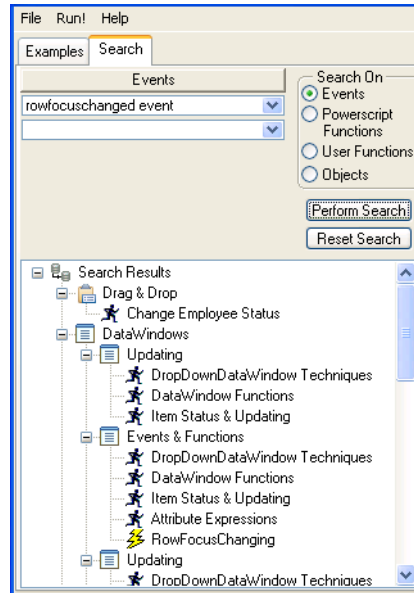 File Run! Help
Examples Search
Events
rowfocuschanged event
Search On
Events
Powerscript
Functions
User Functions
Objects
Perform Search
Reset Search
Search Results
Drag & Drop
Change Employee Status
DataWindows
Updating
DropDownDataWindow Techniques
DataWindow Functions
Item Status & Updating
Events & Functions
DropDownDataWindow Techniques
DataWindow Functions
Item Status & Updating
Attribute Expressions
RowFocusChanging
Updating
DropDownDataWindow Techniques